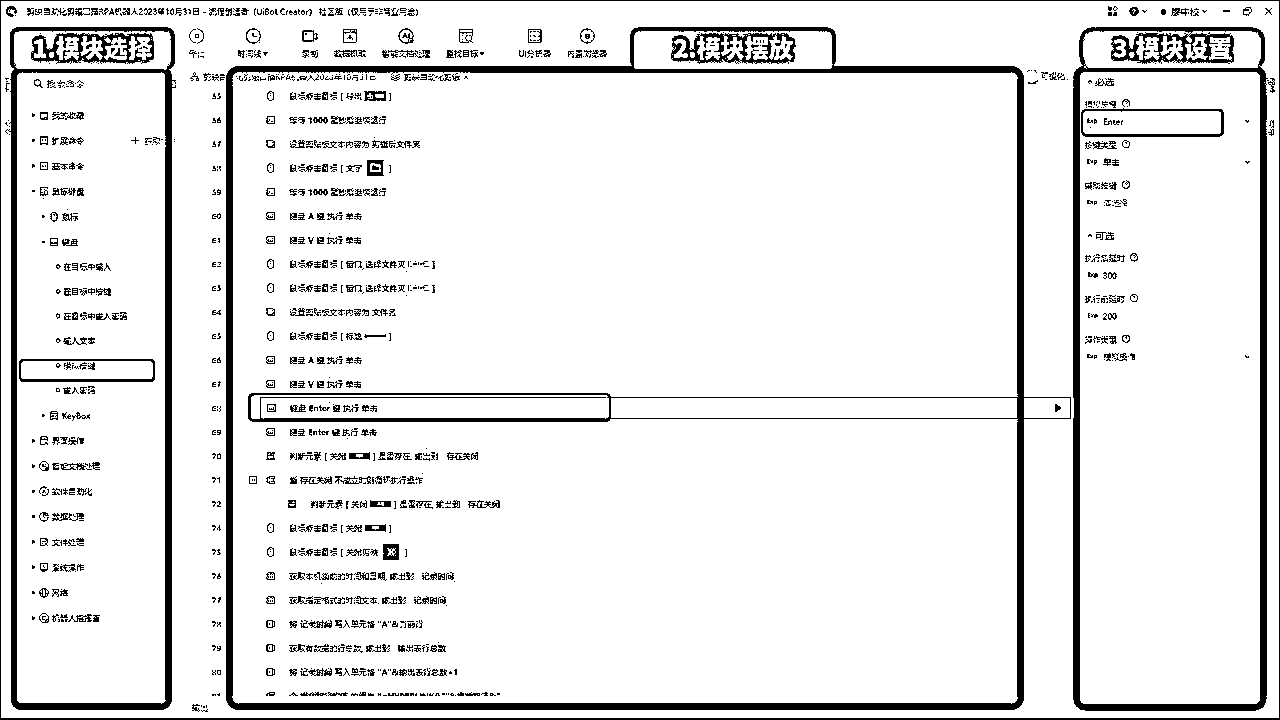 剪映自动化剪辑口播RPA机器人2023年10月31日 - 流程创造者 (UiBot Creator) 社区版 (仅用于非商业活动)
1.模块选择
2.模块摆放
3.模块设置
停止
时间线
录制
数据抓取
智能文档处理
查找目标
UI分析器
内置浏览器
搜索命令
我的收藏
扩展命令
基本命令
鼠标键盘
鼠标
键盘
在目标中输入
在目标中按键
在目标中输入密码
输入文本
模拟按键
输入密码
KeyBox
界面操作
智能文档处理
软件自动化
数据处理
文件处理
系统操作
网络
55 鼠标点击目标 [ 导出 ]
56 等待 1000 毫秒后继续运行
57 设置剪贴板文本内容为 剪辑后文件夹
58 鼠标点击目标 [ 文字 ]
59 等待 1000 毫秒后继续运行
60 键盘 A 键 执行 单击
61 键盘 V 键 执行 单击
62 鼠标点击目标 [ 窗口_选择文件夹 ]
63 鼠标点击目标 [ 窗口_选择文件夹 ]
64 设置剪贴板文本内容为 文件名
65 鼠标点击目标 [ 标题 ]
66 键盘 A 键 执行 单击
67 键盘 V 键 执行 单击
68 键盘 Enter 键 执行 单击
69 键盘 Enter 键 执行 单击
70 判断元素 [ 关闭 ] 是否存在, 输出到 存在关闭
71 当 存在关闭 不成立时则循环执行操作
72 判断元素 [ 关闭 ] 是否存在, 输出到 存在关闭
74 鼠标点击目标 [ 关闭 ]
75 鼠标点击目标 [ 关闭剪映 ]
76 获取本机当前的时间和日期, 输出到 记录时间
77 获取指定格式的时间文本, 输出到 记录时间
78 将 记录时间 写入单元格 "A"&当前行
79 获取有数据的行总数, 输出到 输出表行总数
80 将 记录时间 写入单元格 "A"&输出表行总数+1
输出
可视化
必选
模拟按键
Exp Enter
按键类型
Exp 单击
辅助按键
Exp 请选择
可选
执行后延时
Exp 300
执行前延时
Exp 200
操作类型
Exp 模拟操作